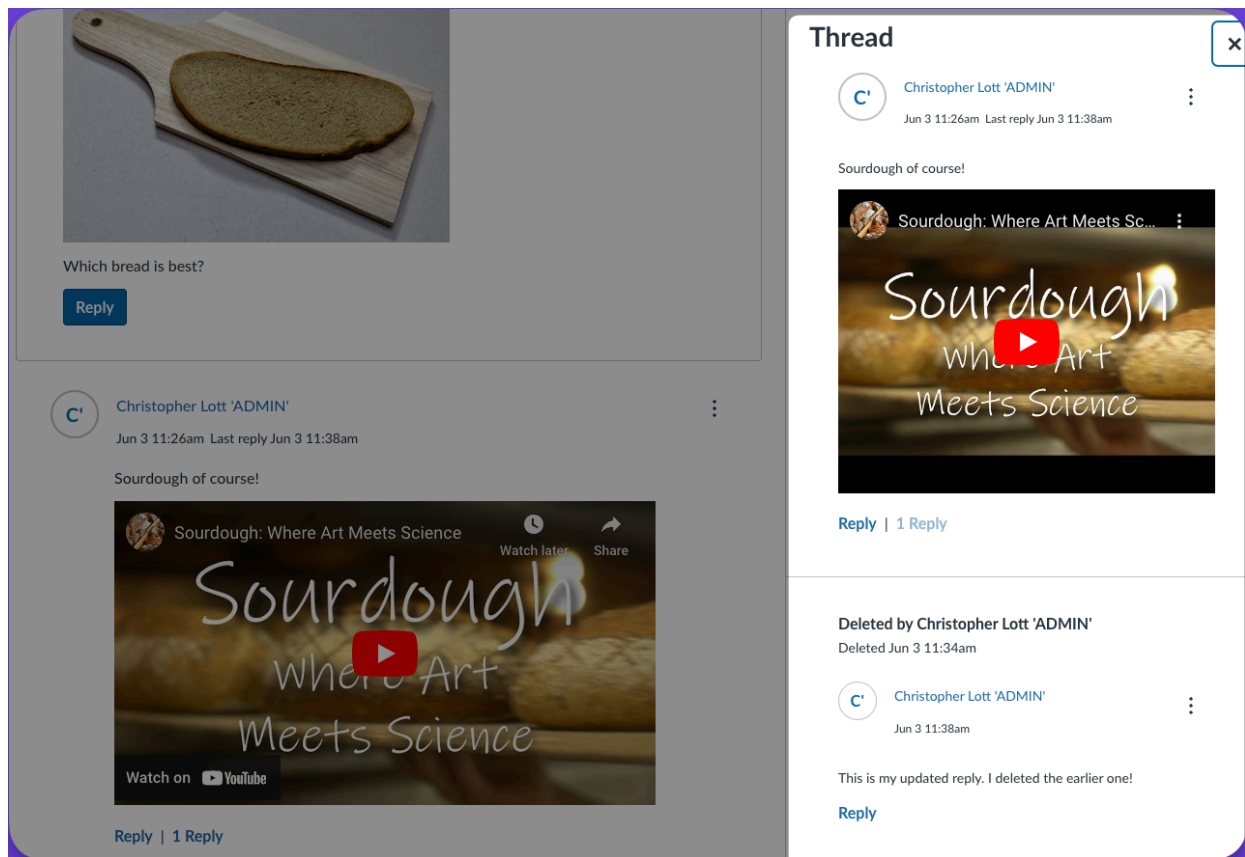 Which bread is best?
Reply
C'
Christopher Lott 'ADMIN'
Jun 3 11:26am Last reply Jun 3 11:38am
Sourdough of course!
Sourdough: Where Art Meets Science
Watch later
Share
Sourdough
Where Art
Meets Science
Watch on YouTube
Reply | 1 Reply
Thread
C'
Christopher Lott 'ADMIN'
Jun 3 11:26am Last reply Jun 3 11:38am
Sourdough of course!
Sourdough: Where Art Meets Sc...
Sourdough
Where Art
Meets Science
Reply | 1 Reply
Deleted by Christopher Lott 'ADMIN'
Deleted Jun 3 11:34am
C'
Christopher Lott 'ADMIN'
Jun 3 11:38am
This is my updated reply. I deleted the earlier one!
Reply